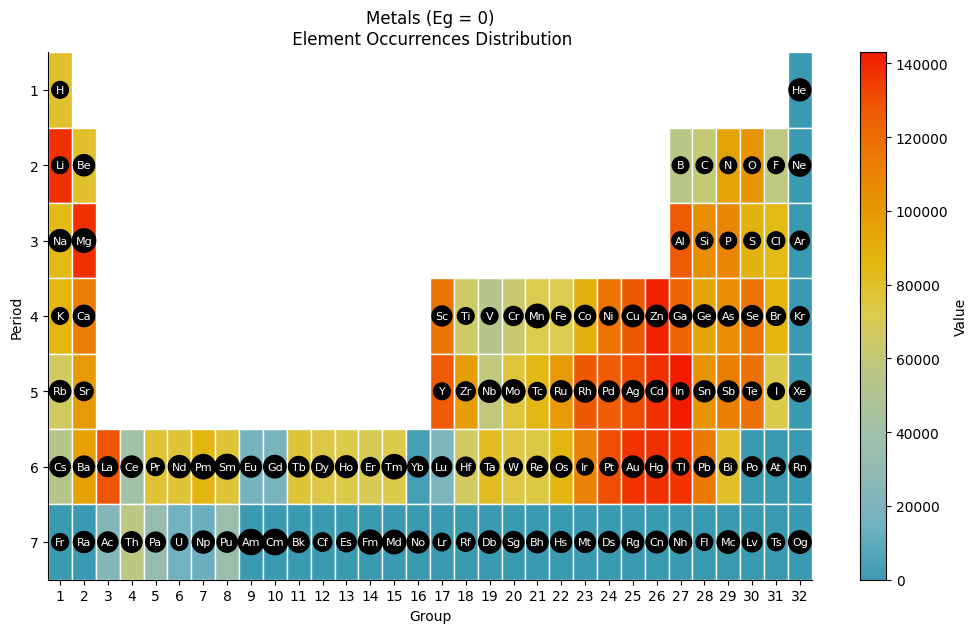 Metals (Eg = 0)
Element Occurrences Distribution
1 H He
2 Li Be B C N O F Ne
3 Na Mg Al Si P S Cl Ar
4 K Ca Sc Ti V Cr Mn Fe Co Ni Cu Zn Ga Ge As Se Br Kr
5 Rb Sr Y Zr Nb Mo Tc Ru Rh Pd Ag Cd In Sn Sb Te I Xe
6 Cs Ba La Ce Pr Nd Pm Sm Eu Gd Tb Dy Ho Er Tm Yb Lu Hf Ta W Re Os Ir Pt Au Hg Tl Pb Bi Po At Rn
7 Fr Ra Ac Th Pa U Np Pu Am Cm Bk Cf Es Fm Md No Lr Rf Db Sg Bh Hs Mt Ds Rg Cn Nh Fl Mc Lv Ts Og
1 2 3 4 5 6 7 8 9 10 11 12 13 14 15 16 17 18 19 20 21 22 23 24 25 26 27 28 29 30 31 32
Group
Period
140000
120000
100000
80000
60000
40000
20000
0
Value